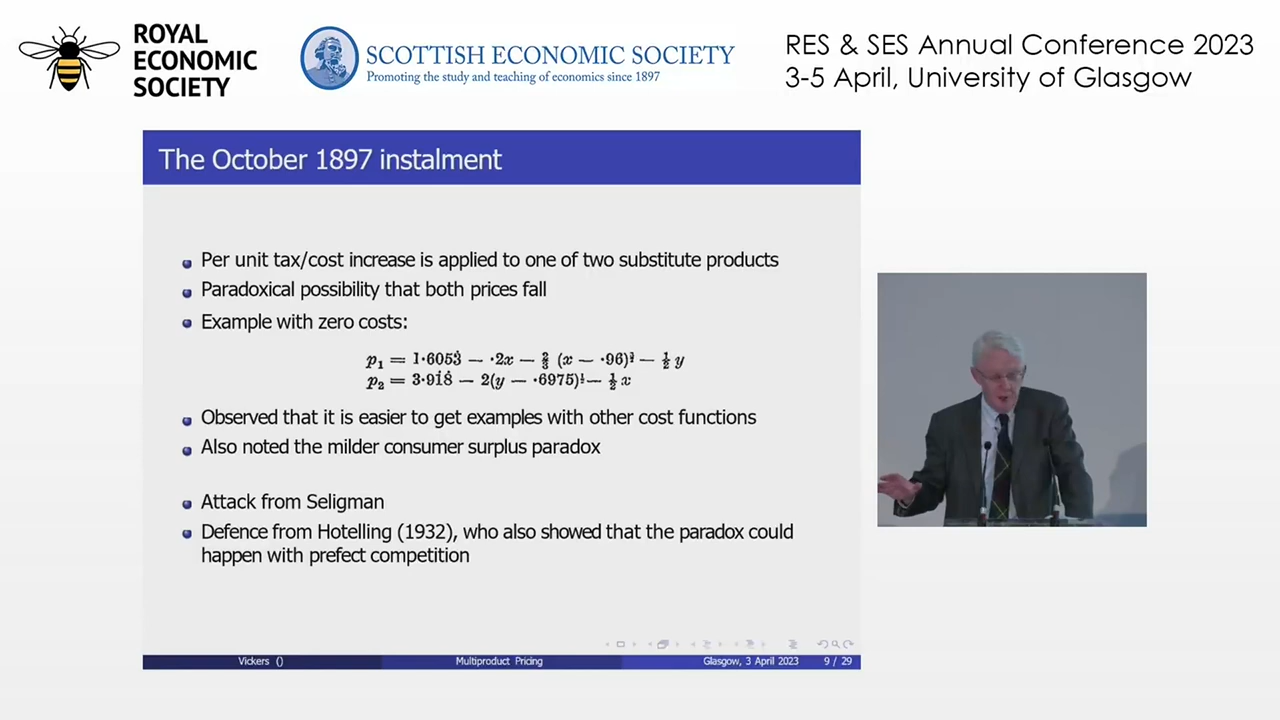 ROYAL
ECONOMIC
SOCIETY
SCOTTISH ECONOMIC SOCIETY
Promoting the study and teaching of economics since 1897
RES & SES Annual Conference 2023
3-5 April, University of Glasgow
The October 1897 instalment
Per unit tax/cost increase is applied to one of two substitute products
Paradoxical possibility that both prices fall
Example with zero costs:
p₁ = 1·6053̇ − ·2x − ⅔ (x − ·96)^{3/2} − ½ y
p₂ = 3·91̇8̇ − 2(y − ·6975)^{½} − ½ x
Observed that it is easier to get examples with other cost functions
Also noted the milder consumer surplus paradox
Attack from Seligman
Defence from Hotelling (1932), who also showed that the paradox could
happen with prefect competition
Vickers ()
Multiproduct Pricing
Glasgow, 3 April 2023
9 / 29